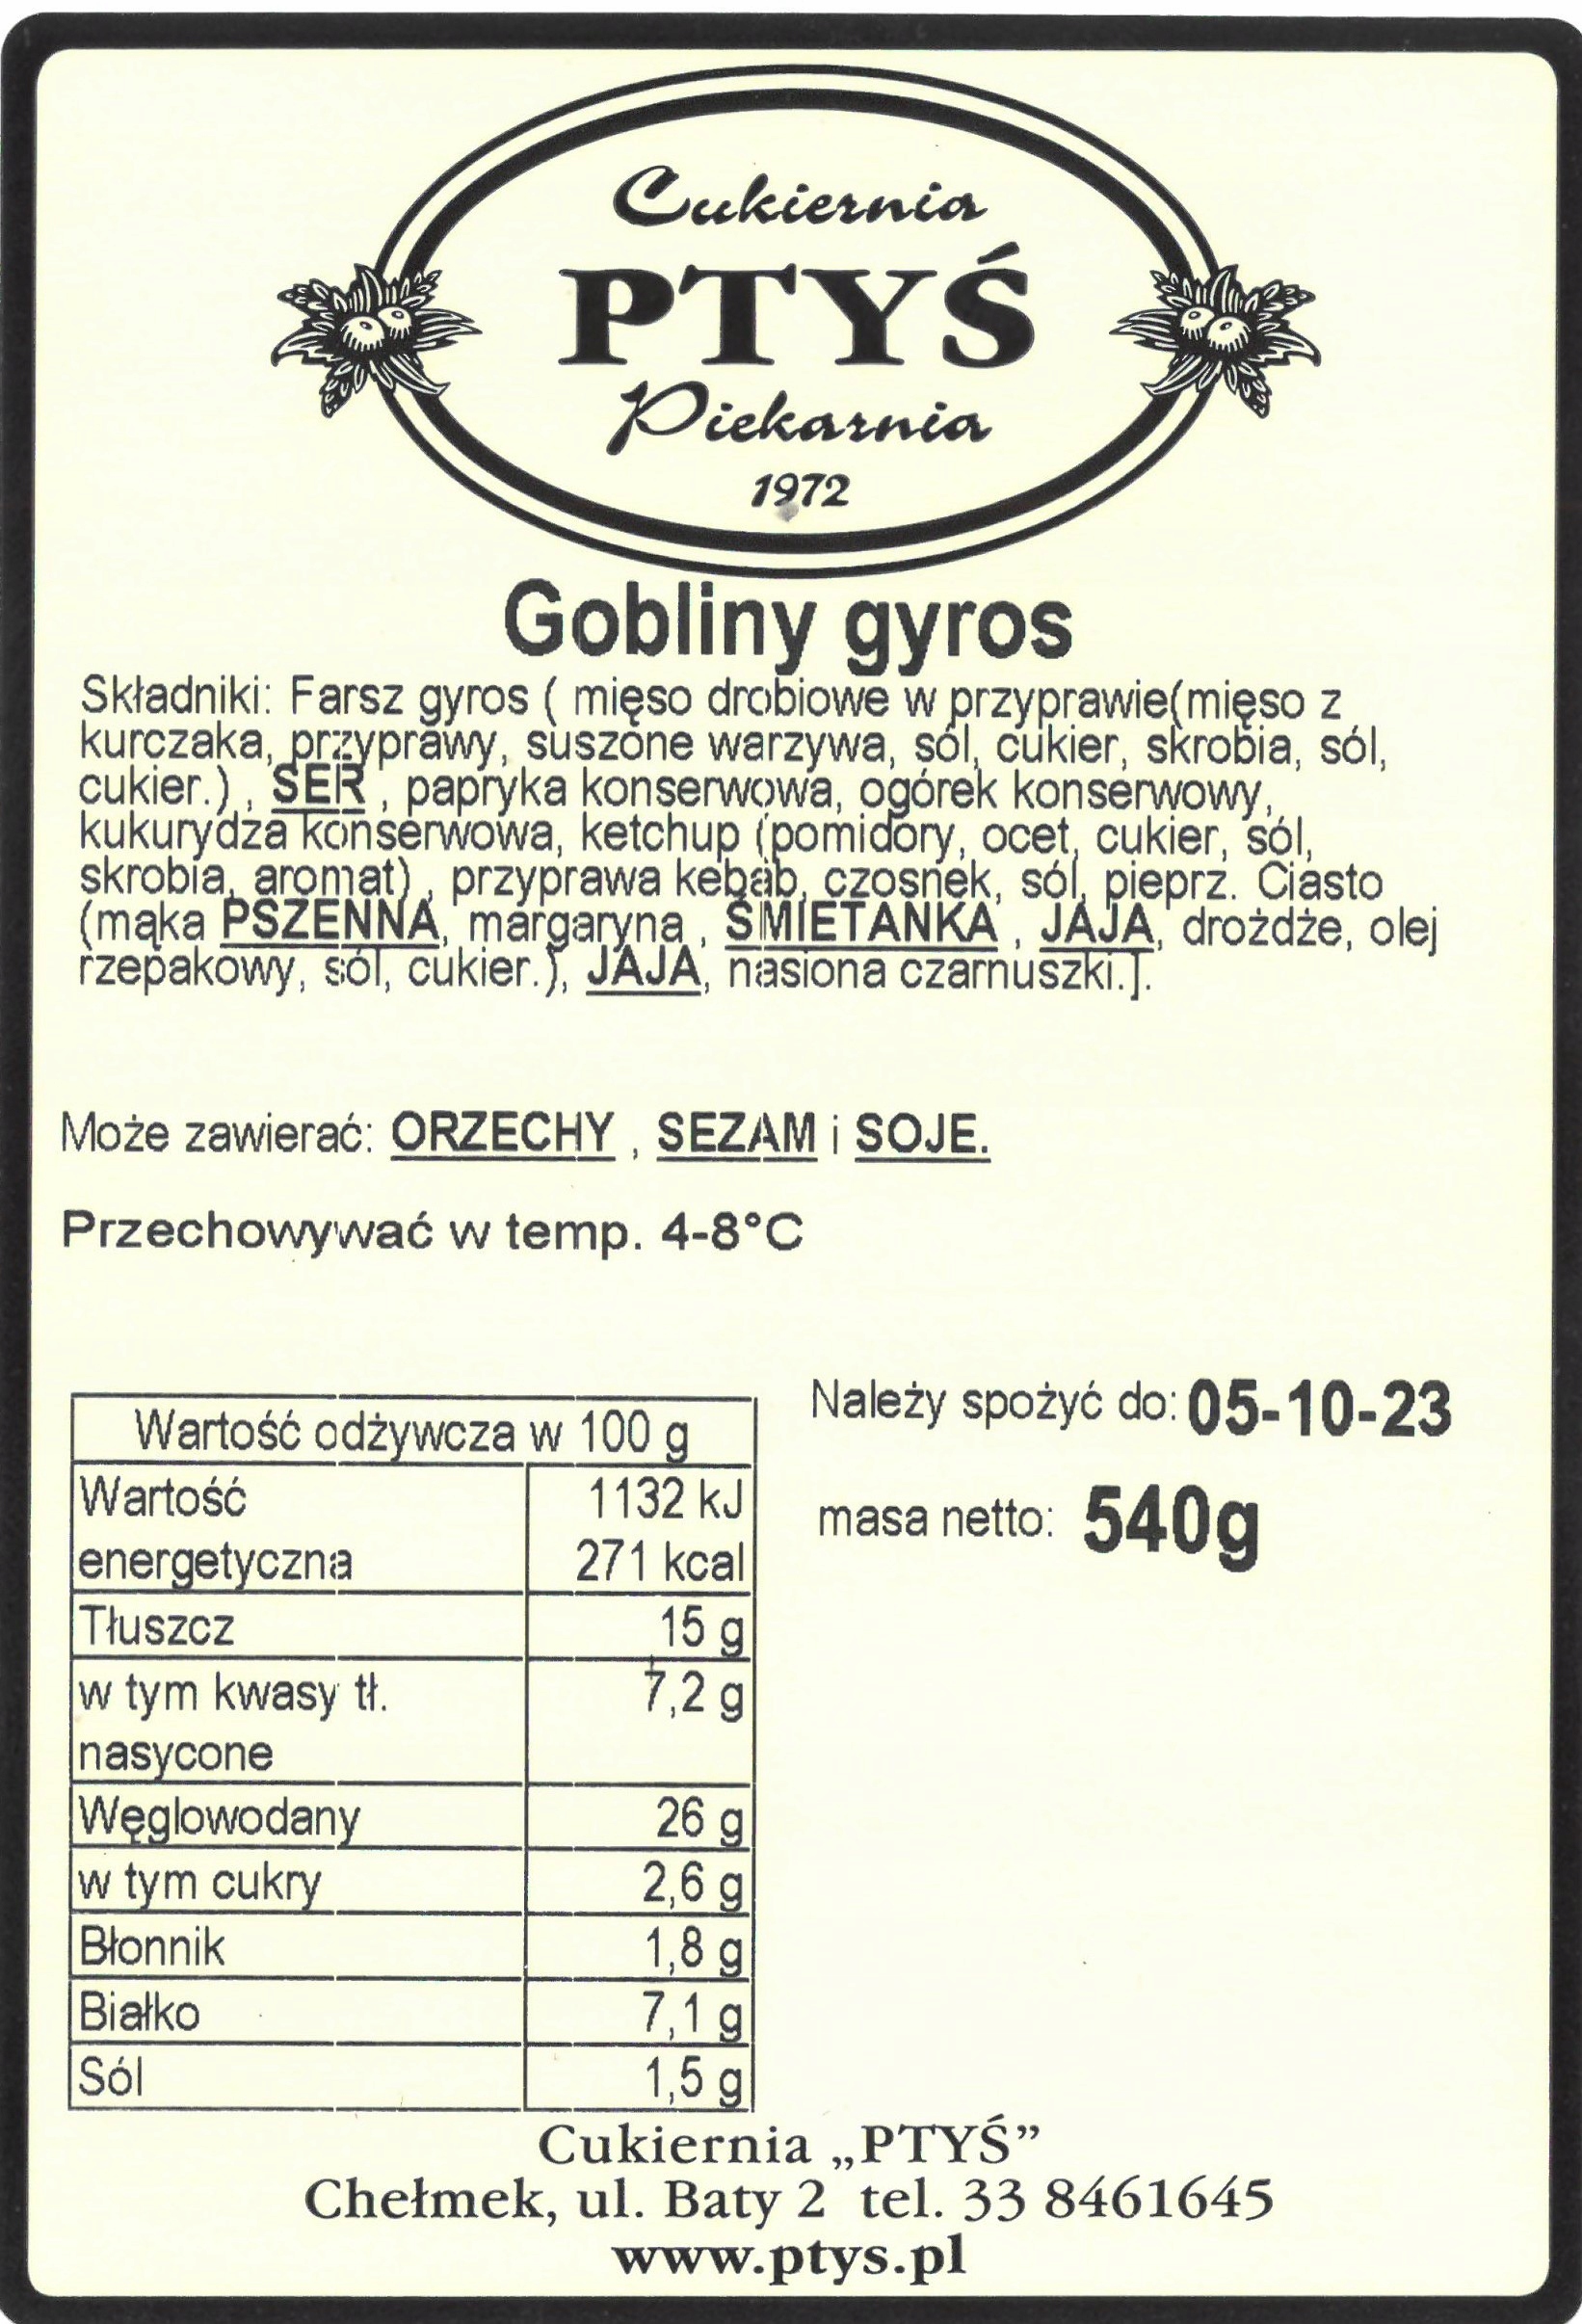 Cukiernia
PTYŚ
Piekarnia
1972
Gobliny gyros
Składniki: Farsz gyros ( mięso drobiowe w przyprawie(mięso z
kurczaka, przyprawy, suszone warzywa, sól, cukier, skrobia, sól,
cukier.) , SER , papryka konserwowa, ogórek konserwowy,
kukurydza konserwowa, ketchup (pomidory, ocet, cukier, sól,
skrobia, aromat) , przyprawa kebab, czosnek, sól, pieprz. Ciasto
(mąka PSZENNA, margaryna , ŚMIETANKA , JAJA, drożdże, olej
rzepakowy, sól, cukier.), JAJA, nasiona czarnuszki.].
Może zawierać: ORZECHY , SEZAM i SOJE.
Przechowywać w temp. 4-8°C
Należy spożyć do: 05-10-23
masa netto: 540g
Wartość odżywcza w 100 g
Wartość 1132 kJ
energetyczna 271 kcal
Tłuszcz 15 g
w tym kwasy tł. 7,2 g
nasycone
Węglowodany 26 g
w tym cukry 2,6 g
Błonnik 1,8 g
Białko 7,1 g
Sól 1,5 g
Cukiernia „PTYŚ”
Chełmek, ul. Baty 2 tel. 33 8461645
www.ptys.pl